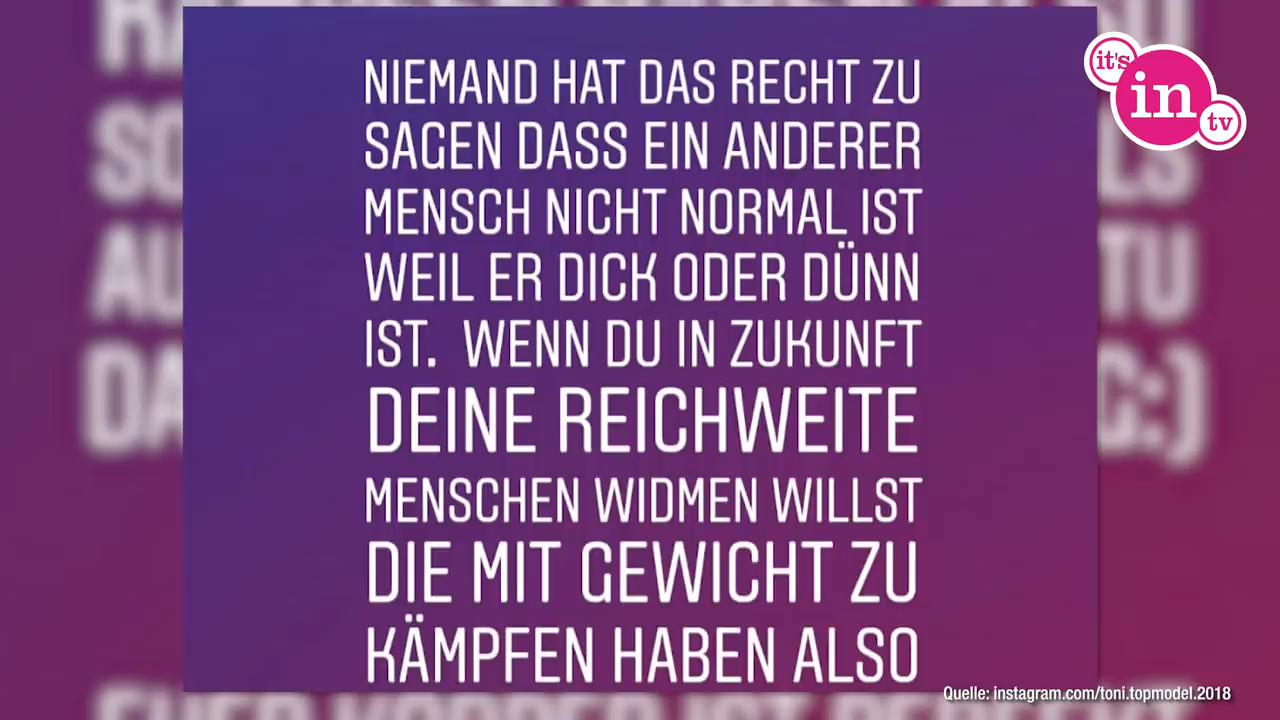 NIEMAND HAT DAS RECHT ZU
SAGEN DASS EIN ANDERER
MENSCH NICHT NORMAL IST
WEIL ER DICK ODER DÜNN
IST. WENN DU IN ZUKUNFT
DEINE REICHWEITE
MENSCHEN WIDMEN WILLST
DIE MIT GEWICHT ZU
KÄMPFEN HABEN ALSO
it's
in
tv
Quelle: instagram.com/toni.topmodel.2018